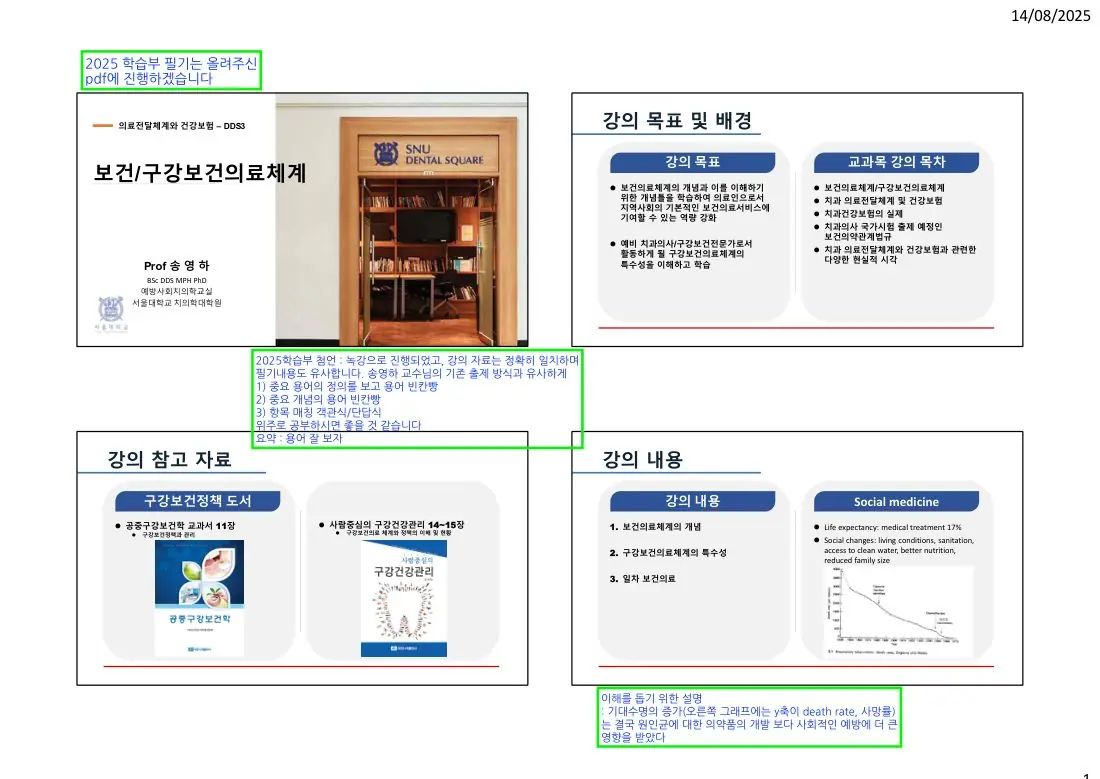 14/08/2025
2025 학습부 필기는 올려주신
pdf에 진행하겠습니다
의료전달체계와 건강보험 – DDS3
보건/구강보건의료체계
Prof 송 영 하
BSc DDS MPH PhD
예방사회치의학교실
서울대학교 치의학대학원
서울대학교
SNU
DENTAL SQUARE
강의 목표 및 배경
강의 목표
보건의료체계의 개념과 이를 이해하기
위한 개념틀을 학습하여 의료인으로서
지역사회의 기본적인 보건의료서비스에
기여할 수 있는 역량 강화
예비 치과의사/구강보건전문가로서
활동하게 될 구강보건의료체계의
특수성을 이해하고 학습
교과목 강의 목차
보건의료체계/구강보건의료체계
치과 의료전달체계 및 건강보험
치과건강보험의 실제
치과의사 국가시험 출제 예정인
보건의약관계법규
치과 의료전달체계와 건강보험과 관련한
다양한 현실적 시각
2025학습부 첨언 : 녹강으로 진행되었고, 강의 자료는 정확히 일치하며
필기내용도 유사합니다. 송영하 교수님의 기존 출제 방식과 유사하게
1) 중요 용어의 정의를 보고 용어 빈칸빵
2) 중요 개념의 용어 빈칸빵
3) 항목 매칭 객관식/단답식
위주로 공부하시면 좋을 것 같습니다
요약 : 용어 잘 보자
강의 참고 자료
구강보건정책 도서
공중구강보건학 교과서 11장
구강보건정책과 관리
공중구강보건학
사람중심의 구강건강관리 14~15장
구강보건의료 체계와 정책의 이해 및 현황
사람중심의
구강건강관리
강의 내용
강의 내용
1. 보건의료체계의 개념
2. 구강보건의료체계의 특수성
3. 일차 보건의료
Social medicine
Life expectancy: medical treatment 17%
Social changes: living conditions, sanitation,
access to clean water, better nutrition,
reduced family size
이해를 돕기 위한 설명
: 기대수명의 증가(오른쪽 그래프에는 y축이 death rate, 사망률)
는 결국 원인균에 대한 의약품의 개발 보다 사회적인 예방에 더 큰
영향을 받았다
1